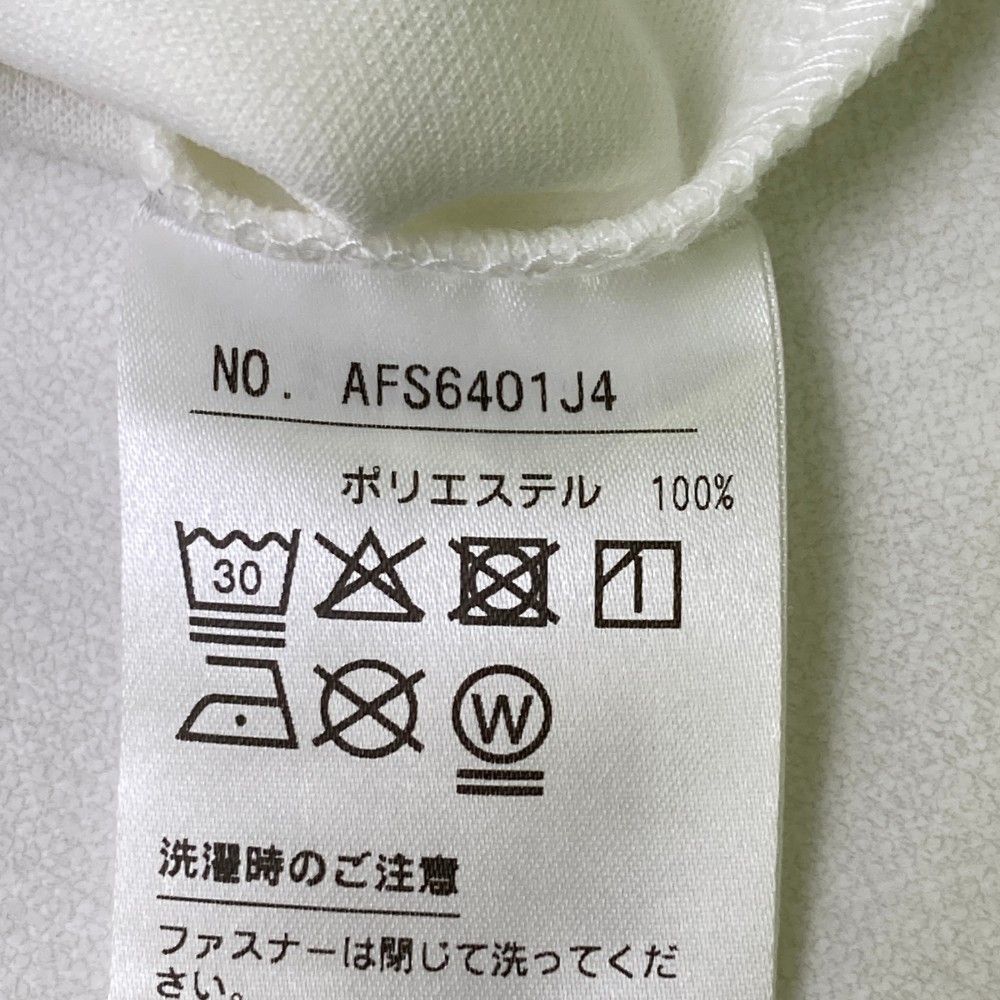 NO. AFS6401J4
ポリエステル 100%
30
W
洗濯時のご注意
ファスナーは閉じて洗ってくだ
さい。